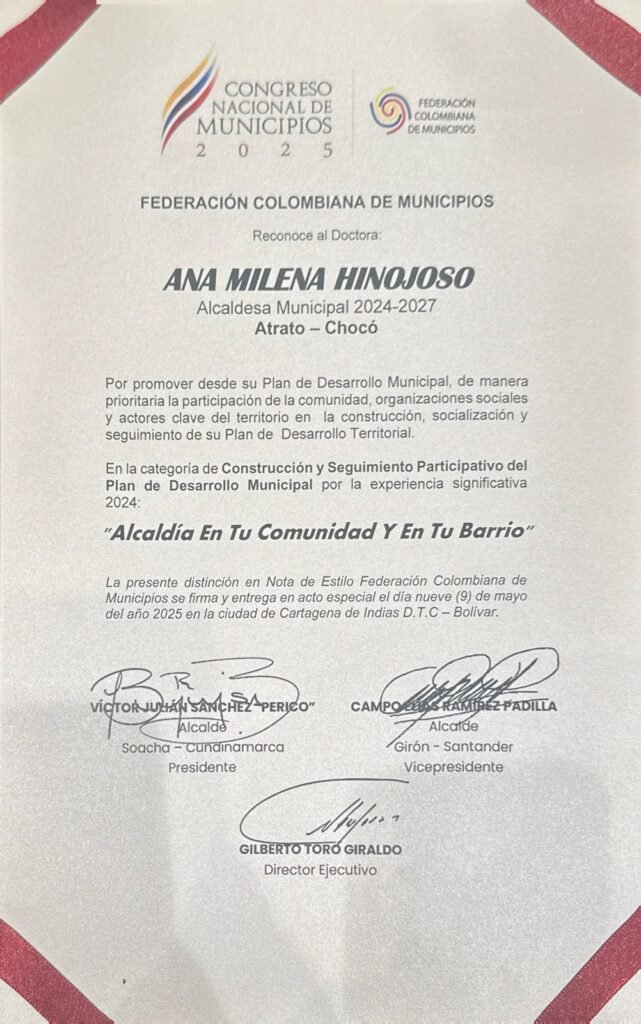 CONGRESO
NACIONAL DE
MUNICIPIOS
2 0 2 5
FEDERACIÓN
COLOMBIANA
DE MUNICIPIOS
FEDERACIÓN COLOMBIANA DE MUNICIPIOS
Reconoce al Doctora:
ANA MILENA HINOJOSO
Alcaldesa Municipal 2024-2027
Atrato – Chocó
Por promover desde su Plan de Desarrollo Municipal, de manera
prioritaria la participación de la comunidad, organizaciones sociales
y actores clave del territorio en la construcción, socialización y
seguimiento de su Plan de Desarrollo Territorial.
En la categoría de Construcción y Seguimiento Participativo del
Plan de Desarrollo Municipal por la experiencia significativa
2024:
"Alcaldía En Tu Comunidad Y En Tu Barrio"
La presente distinción en Nota de Estilo Federación Colombiana de
Municipios se firma y entrega en acto especial el día nueve (9) de mayo
del año 2025 en la ciudad de Cartagena de Indias D.T.C – Bolívar.
VÍCTOR JULIÁN SÁNCHEZ "PERICO"
Alcalde
Soacha – Cundinamarca
Presidente
CAMPO ELÍAS RAMÍREZ PADILLA
Alcalde
Girón - Santander
Vicepresidente
GILBERTO TORO GIRALDO
Director Ejecutivo